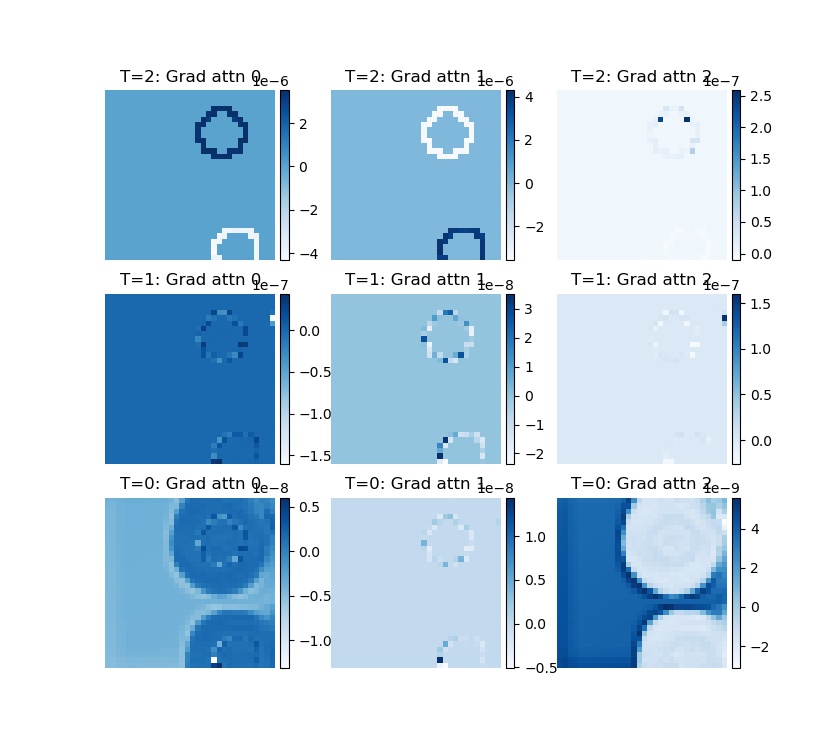 T=2: Grad attn 0
1e−6
T=2: Grad attn 1
1e−6
T=2: Grad attn 2
1e−7
2
0
−2
−4
4
2
0
−2
2.5
2.0
1.5
1.0
0.5
0.0
T=1: Grad attn 0
1e−7
T=1: Grad attn 1
1e−8
T=1: Grad attn 2
1e−7
0.0
−0.5
−1.0
−1.5
3
2
1
0
−1
−2
1.5
1.0
0.5
0.0
T=0: Grad attn 0
1e−8
T=0: Grad attn 1
1e−8
T=0: Grad attn 2
1e−9
0.5
0.0
−0.5
−1.0
1.0
0.5
0.0
−0.5
4
2
0
−2